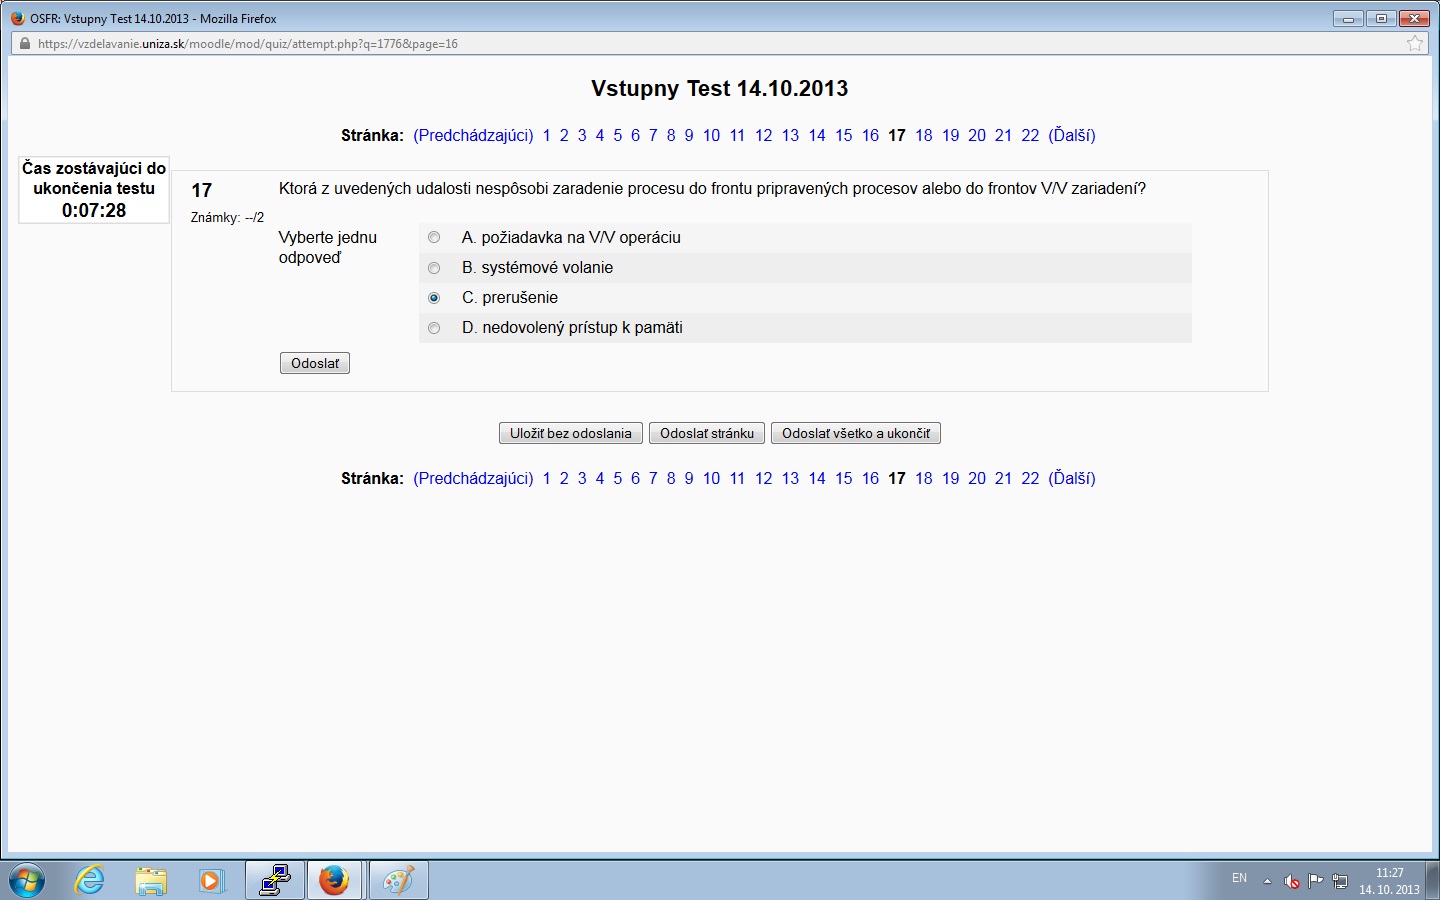 OSFR: Vstupny Test 14.10.2013 - Mozilla Firefox
https://vzdelavanie.uniza.sk/moodle/mod/quiz/attempt.php?q=1776&page=16
Vstupny Test 14.10.2013
Stránka: (Predchádzajúci) 1 2 3 4 5 6 7 8 9 10 11 12 13 14 15 16 17 18 19 20 21 22 (Ďalší)
Čas zostávajúci do
ukončenia testu
0:07:28
17
Známky: --/2
Ktorá z uvedených udalosti nespôsobi zaradenie procesu do frontu pripravených procesov alebo do frontov V/V zariadení?
Vyberte jednu
odpoveď
A. požiadavka na V/V operáciu
B. systémové volanie
C. prerušenie
D. nedovolený prístup k pamäti
Odoslať
Uložiť bez odoslania Odoslať stránku Odoslať všetko a ukončiť
Stránka: (Predchádzajúci) 1 2 3 4 5 6 7 8 9 10 11 12 13 14 15 16 17 18 19 20 21 22 (Ďalší)
EN
11:27
14. 10. 2013